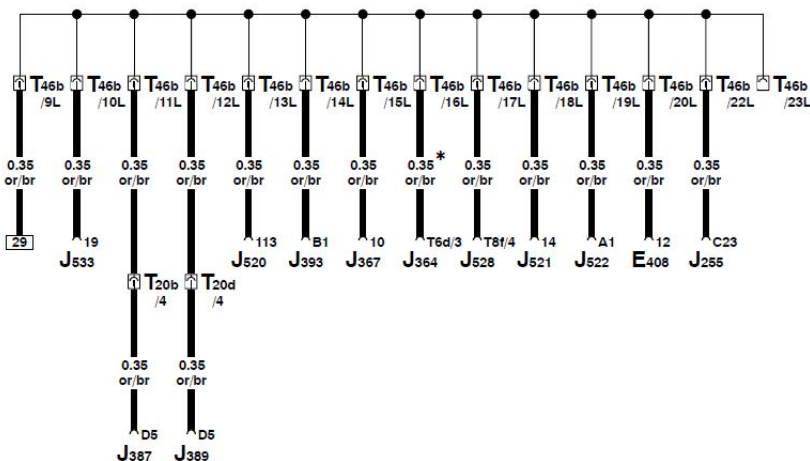 T46b T46b T46b T46b T46b T46b T46b T46b T46b T46b T46b T46b T46b T46b
/9L /10L /11L /12L /13L /14L /15L /16L /17L /18L /19L /20L /22L /23L
0.35 0.35 0.35 0.35 0.35 0.35 0.35 0.35* 0.35 0.35 0.35 0.35 0.35
or/br or/br or/br or/br or/br or/br or/br or/br or/br or/br or/br or/br or/br
29 19 113 B1 10 T6d/3 T8f/4 14 A1 12 C23
J533 J520 J393 J367 J364 J528 J521 J522 E408 J255
T20b T20d
/4 /4
0.35 0.35
or/br or/br
D5 D5
J387 J389